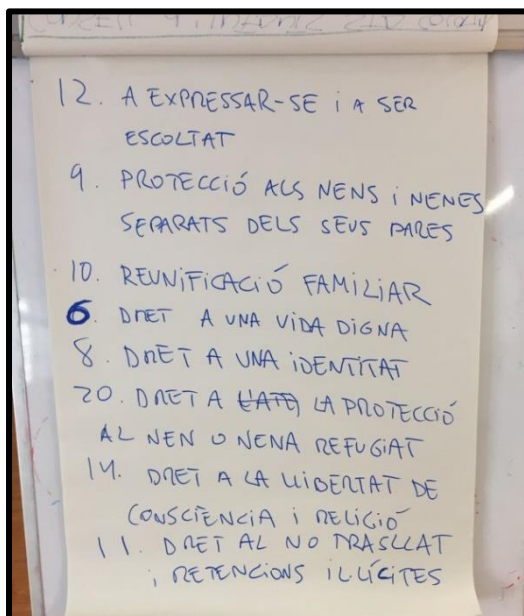 12. A EXPRESSAR-SE i A SER
ESCOLTAT
9. PROTECCIÓ ALS NENS i NENES
SEPARATS DELS SEUS PARES
10. REUNIFICACIÓ FAMILIAR
6. DRET A UNA VIDA DIGNA
8. DRET A UNA IDENTITAT
20. DRET A LA PROTECCIÓ
AL NEN O NENA REFUGIAT
14. DRET A LA LLIBERTAT DE
CONSCIÈNCIA i RELIGIÓ
11. DRET AL NO TRASLLAT
i RETENCIONS IL·LÍCITES